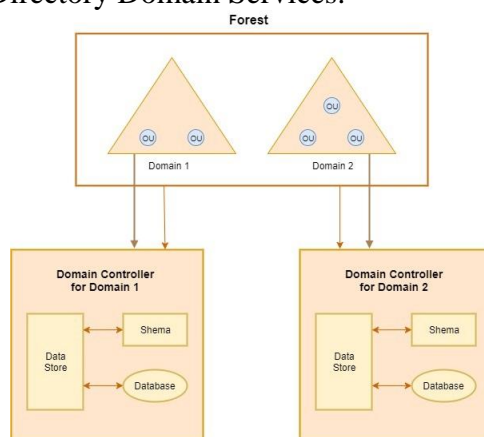 Directory Domain Services.
Forest
OU
OU
OU
OU
OU
Domain 1
Domain 2
Domain Controller
for Domain 1
Data
Store
Shema
Database
Domain Controller
for Domain 2
Data
Store
Shema
Database